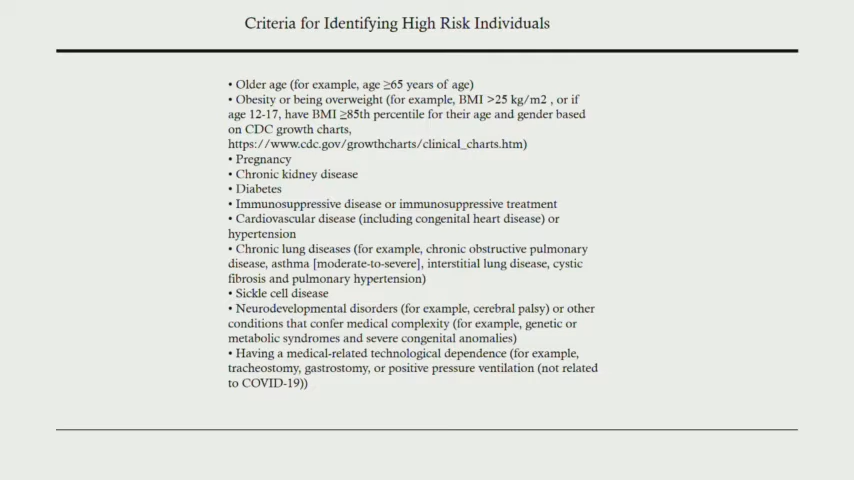 Criteria for Identifying High Risk Individuals
• Older age (for example, age ≥65 years of age)
• Obesity or being overweight (for example, BMI >25 kg/m2 , or if
age 12-17, have BMI ≥85th percentile for their age and gender based
on CDC growth charts,
https://www.cdc.gov/growthcharts/clinical_charts.htm)
• Pregnancy
• Chronic kidney disease
• Diabetes
• Immunosuppressive disease or immunosuppressive treatment
• Cardiovascular disease (including congenital heart disease) or
hypertension
• Chronic lung diseases (for example, chronic obstructive pulmonary
disease, asthma [moderate-to-severe], interstitial lung disease, cystic
fibrosis and pulmonary hypertension)
• Sickle cell disease
• Neurodevelopmental disorders (for example, cerebral palsy) or other
conditions that confer medical complexity (for example, genetic or
metabolic syndromes and severe congenital anomalies)
• Having a medical-related technological dependence (for example,
tracheostomy, gastrostomy, or positive pressure ventilation (not related
to COVID-19))